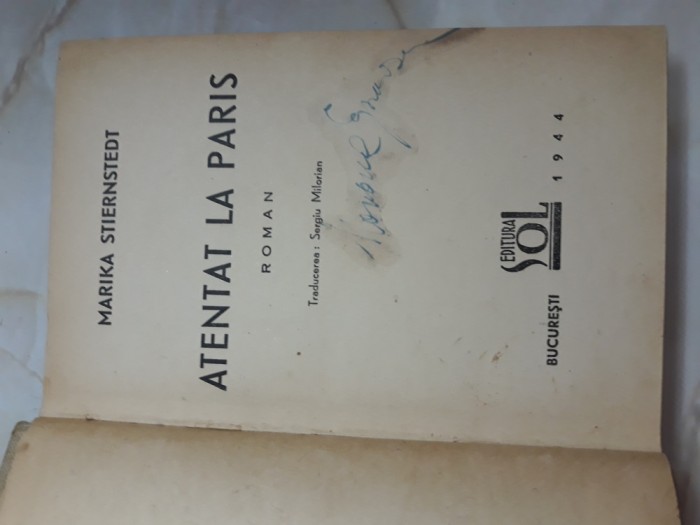 MARIKA STIERNSTEDT
ATENTAT LA PARIS
ROMAN
Traducerea: Sergiu Milorian
EDITURA
SOL
BUCUREȘTI 1944